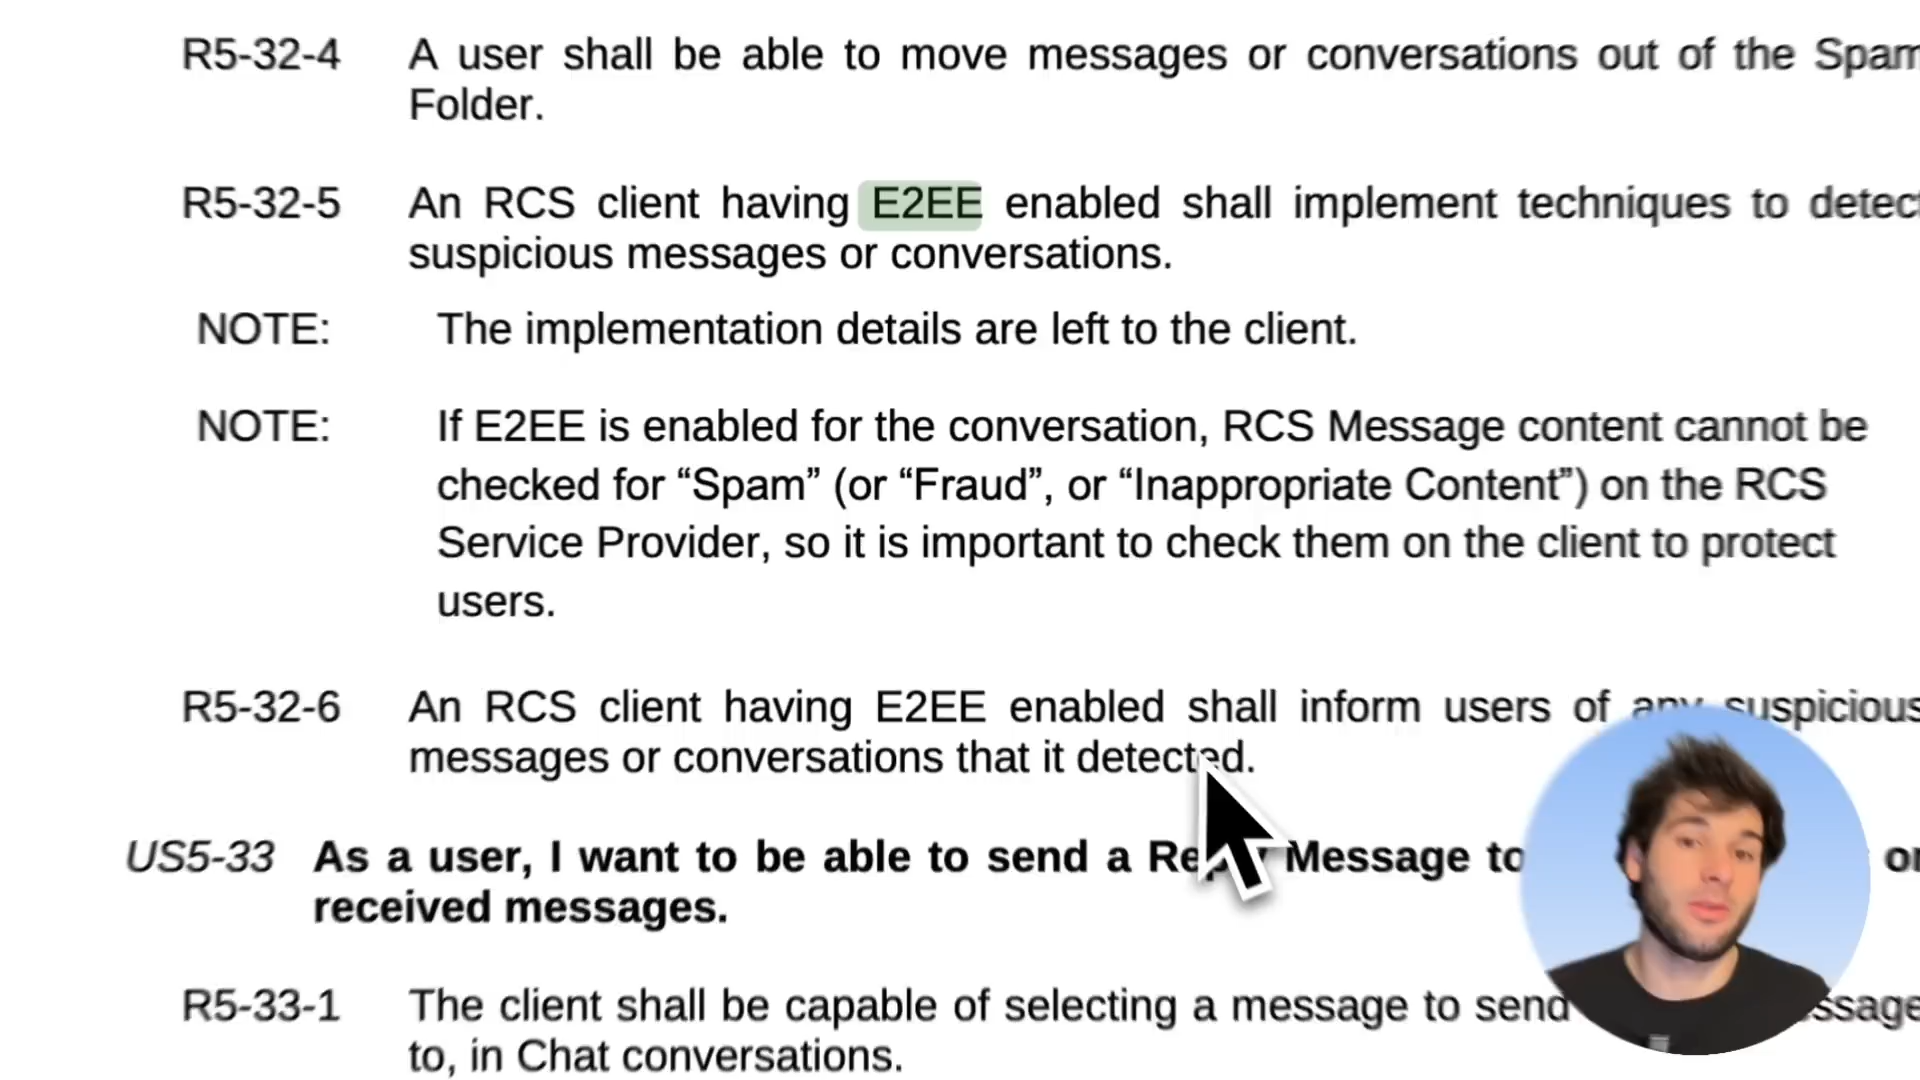 R5-32-4 A user shall be able to move messages or conversations out of the Spam
Folder.
R5-32-5 An RCS client having E2EE enabled shall implement techniques to detect
suspicious messages or conversations.
NOTE: The implementation details are left to the client.
NOTE: If E2EE is enabled for the conversation, RCS Message content cannot be
checked for “Spam” (or “Fraud”, or “Inappropriate Content”) on the RCS
Service Provider, so it is important to check them on the client to protect
users.
R5-32-6 An RCS client having E2EE enabled shall inform users of any suspicious
messages or conversations that it detected.
US5-33 As a user, I want to be able to send a Reply Message to or
received messages.
R5-33-1 The client shall be capable of selecting a message to send
to, in Chat conversations.